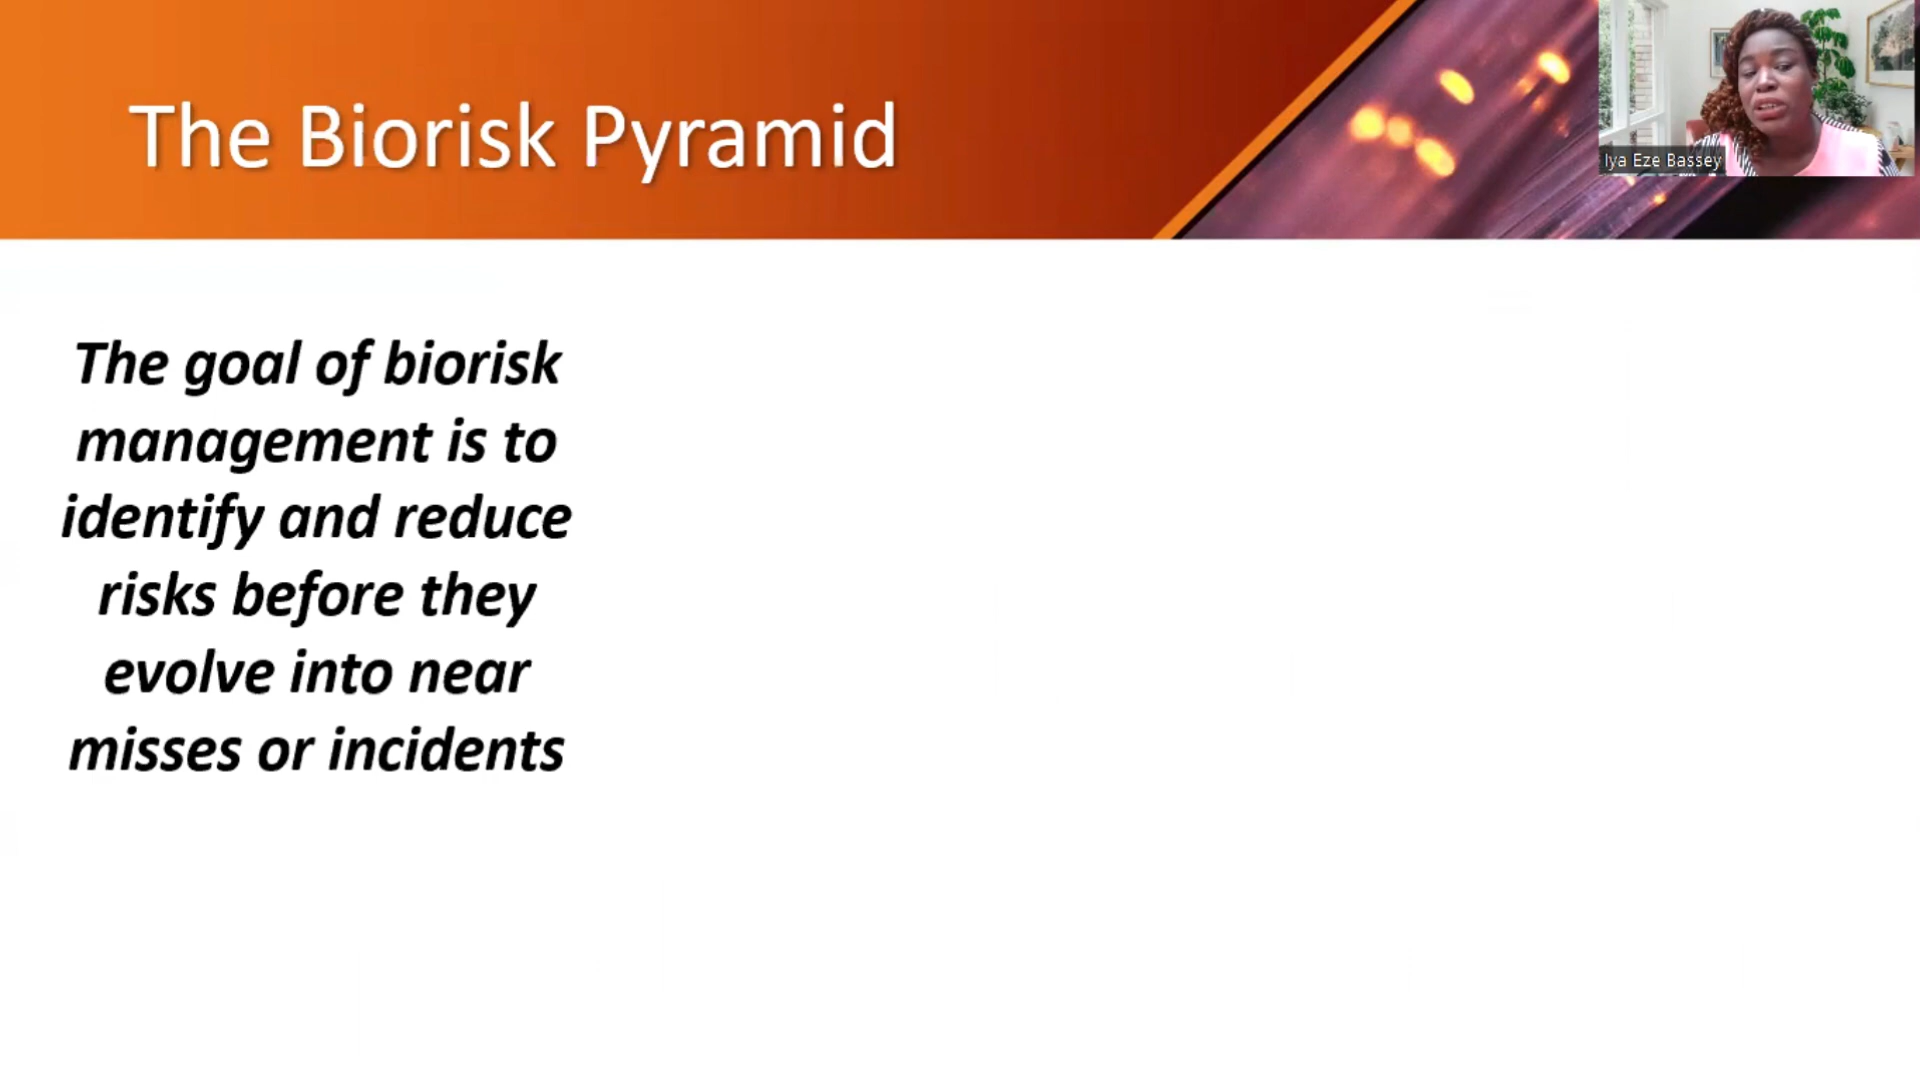 The Biorisk Pyramid
Iya Eze Bassey
The goal of biorisk
management is to
identify and reduce
risks before they
evolve into near
misses or incidents